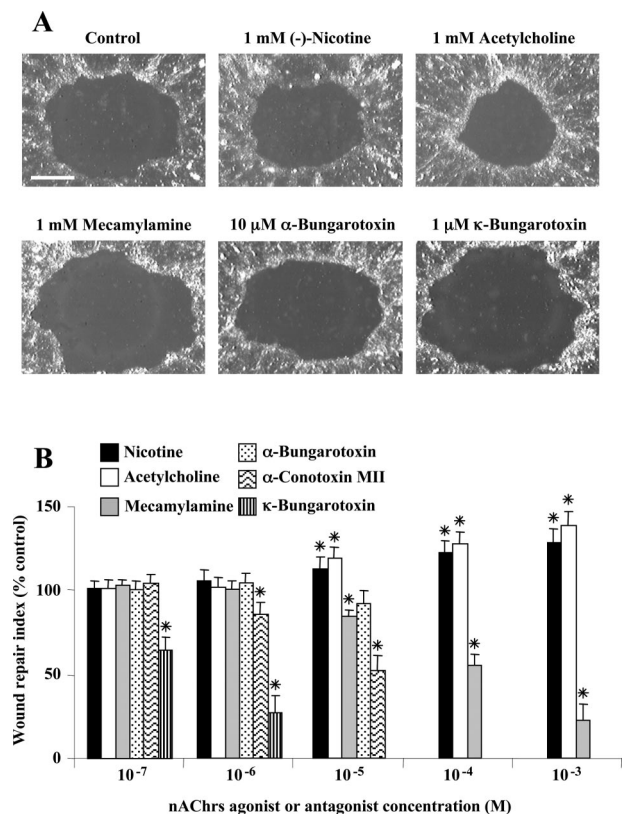 A
Control
1 mM (-)-Nicotine
1 mM Acetylcholine
1 mM Mecamylamine
10 μM α-Bungarotoxin
1 μM κ-Bungarotoxin
B
Nicotine
Acetylcholine
Mecamylamine
α-Bungarotoxin
α-Conotoxin MII
κ-Bungarotoxin
Wound repair index (% control)
150
100
50
0
10⁻⁷
10⁻⁶
10⁻⁵
10⁻⁴
10⁻³
nAChrs agonist or antagonist concentration (M)